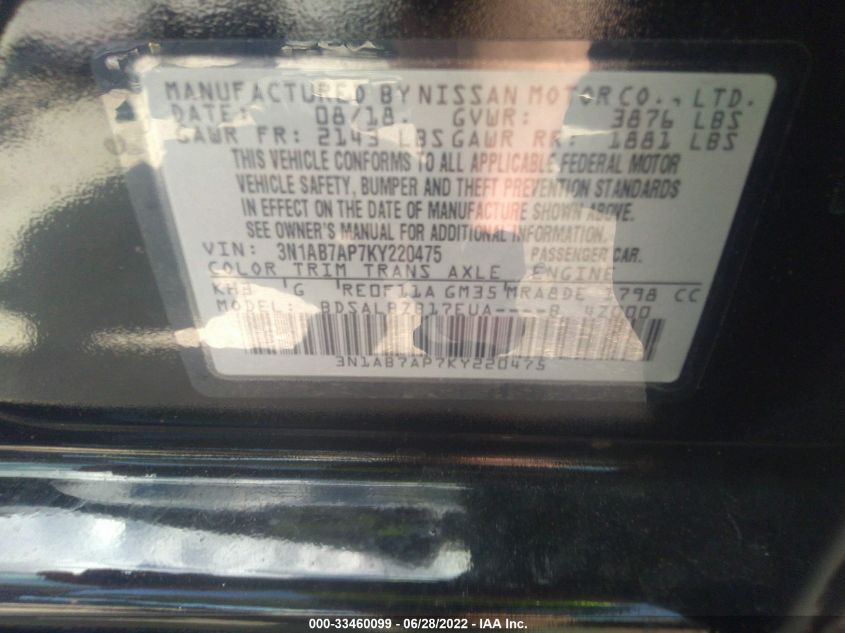 MANUFACTURED BY NISSAN MOTOR CO., LTD.
DATE: 08/18. GVWR: 3876 LBS
GAWR FR: 2143 LBS GAWR RR: 1881 LBS
THIS VEHICLE CONFORMS TO ALL APPLICABLE FEDERAL MOTOR
VEHICLE SAFETY, BUMPER AND THEFT PREVENTION STANDARDS
IN EFFECT ON THE DATE OF MANUFACTURE SHOWN ABOVE.
SEE OWNER'S MANUAL FOR ADDITIONAL INFORMATION.
VIN: 3N1AB7AP7KY220475 PASSENGER CAR.
COLOR TRIM TRANS AXLE ENGINE
KH3 G RE0F11A GM35 MRA8DE 1798 CC
MODEL:
3N1AB7AP7KY220475
000-33460099 - 06/28/2022 - IAA Inc.